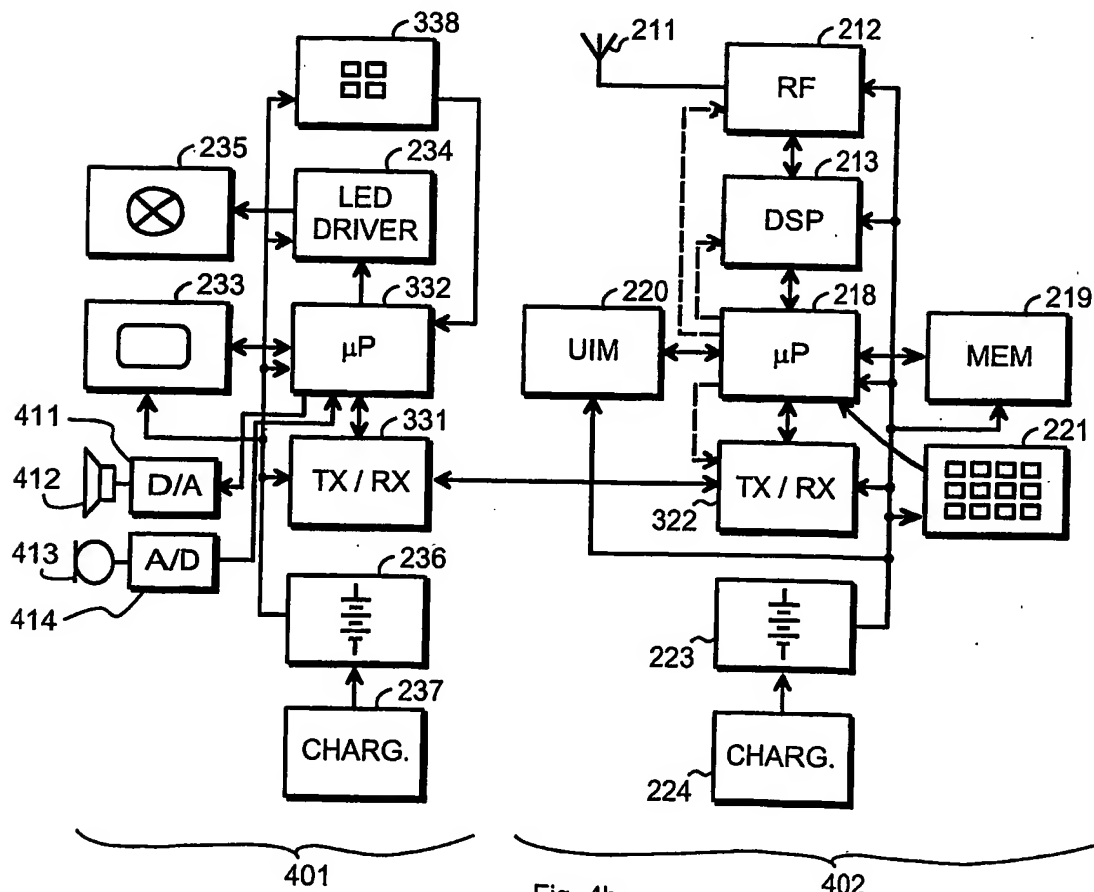 338
211
212
RF
235
234
LED
DRIVER
213
DSP
233
332
μP
220
UIM
218
μP
219
MEM
411
412
D/A
331
TX / RX
322
TX / RX
221
413
A/D
414
236
223
237
CHARG.
224
CHARG.
401
402
Fig. 4b